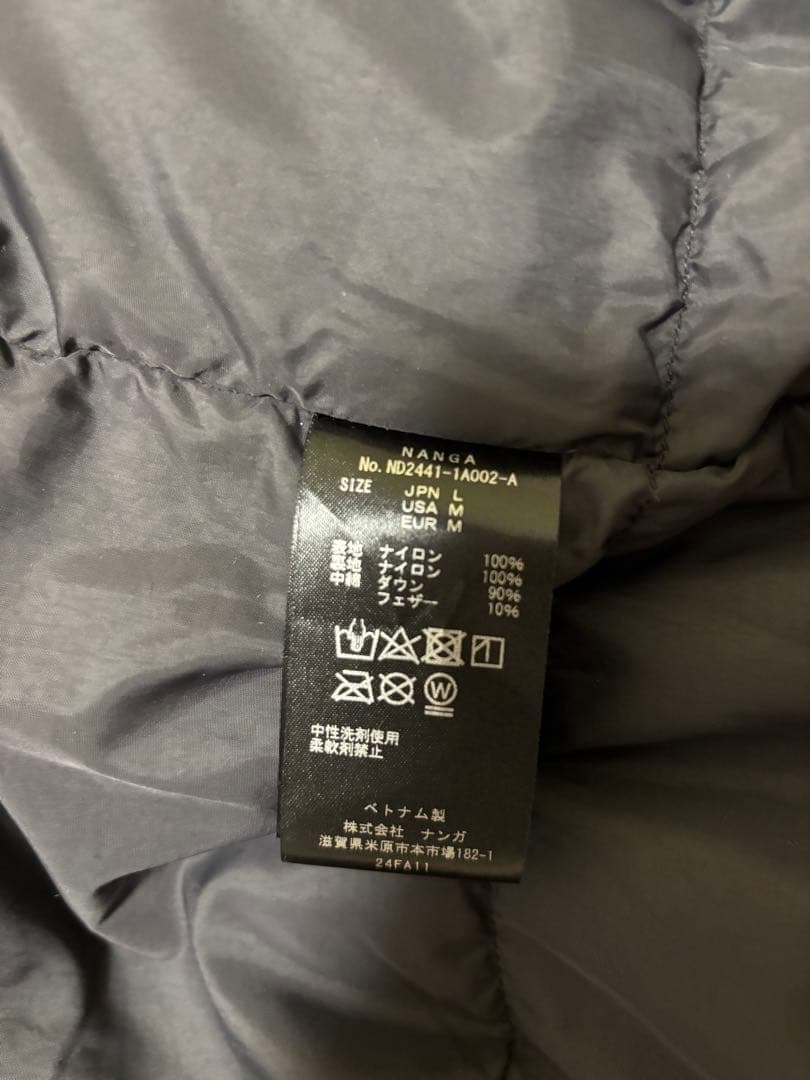 NANGA
No. ND2441-1A002-A
SIZE JPN L
USA M
EUR M
表地 ナイロン 100%
裏地 ナイロン 100%
中綿 ダウン 90%
フェザー 10%
W
中性洗剤使用
柔軟剤禁止
ベトナム製
株式会社 ナンガ
滋賀県米原市本市場182-1
24FA11